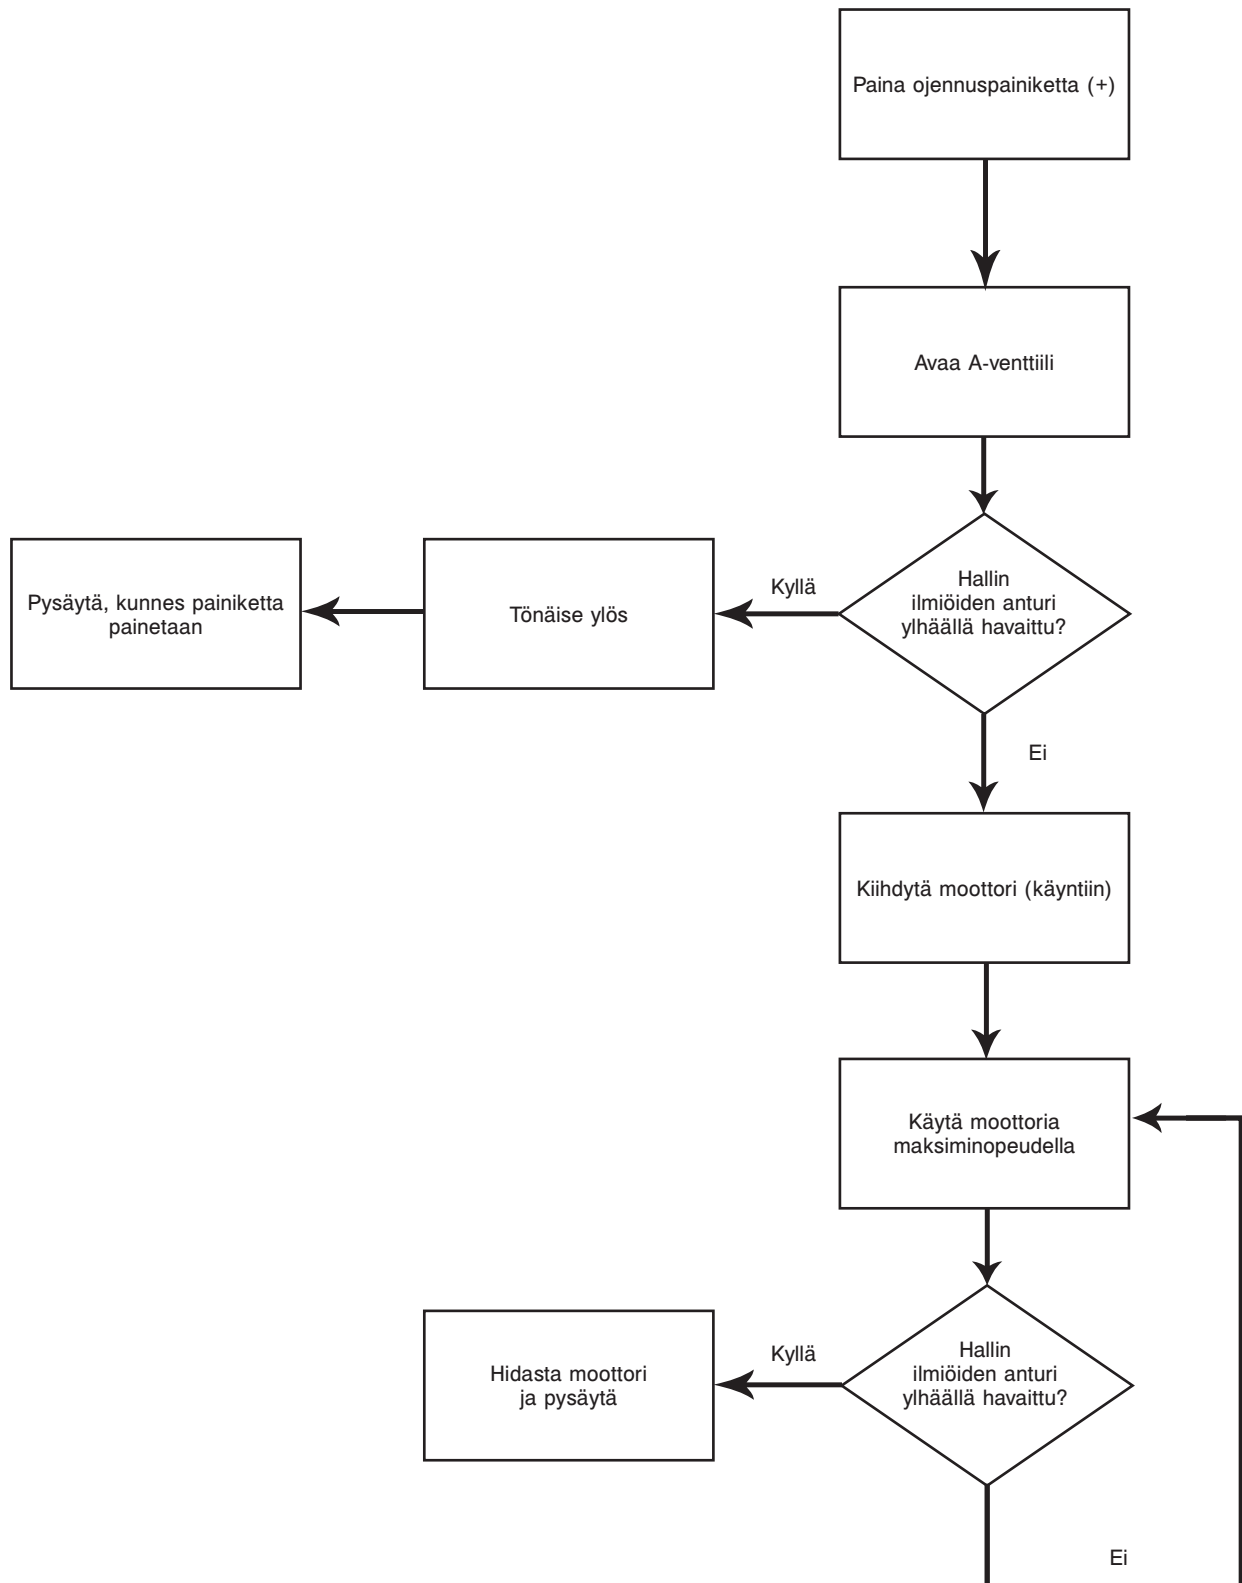 Paina ojennuspainiketta (+)
Avaa A-venttiili
Hallin
ilmiöiden anturi
ylhäällä havaittu?
Kyllä
Tönäise ylös
Pysäytä, kunnes painiketta
painetaan
Ei
Kiihdytä moottori (käyntiin)
Käytä moottoria
maksiminopeudella
Hallin
ilmiöiden anturi
ylhäällä havaittu?
Kyllä
Hidasta moottori
ja pysäytä
Ei